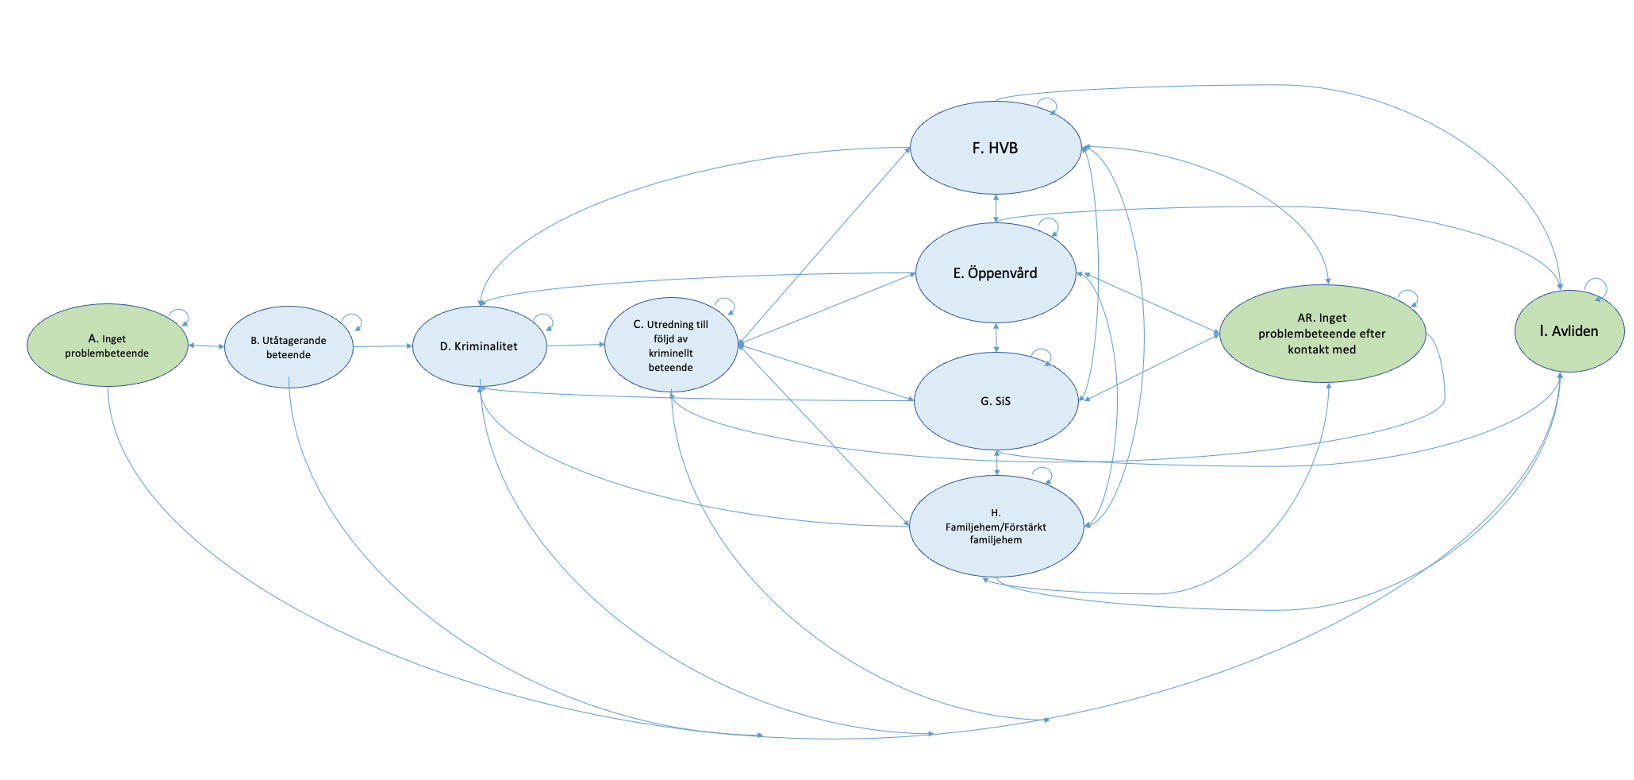 A. Inget
problembeteende
B. Utåtagerande
beteende
D. Kriminalitet
C. Utredning till
följd av
kriminellt
beteende
F. HVB
E. Öppenvård
G. SiS
H.
Familjehem/Förstärkt
familjehem
AR. Inget
problembeteende efter
kontakt med
I. Avliden